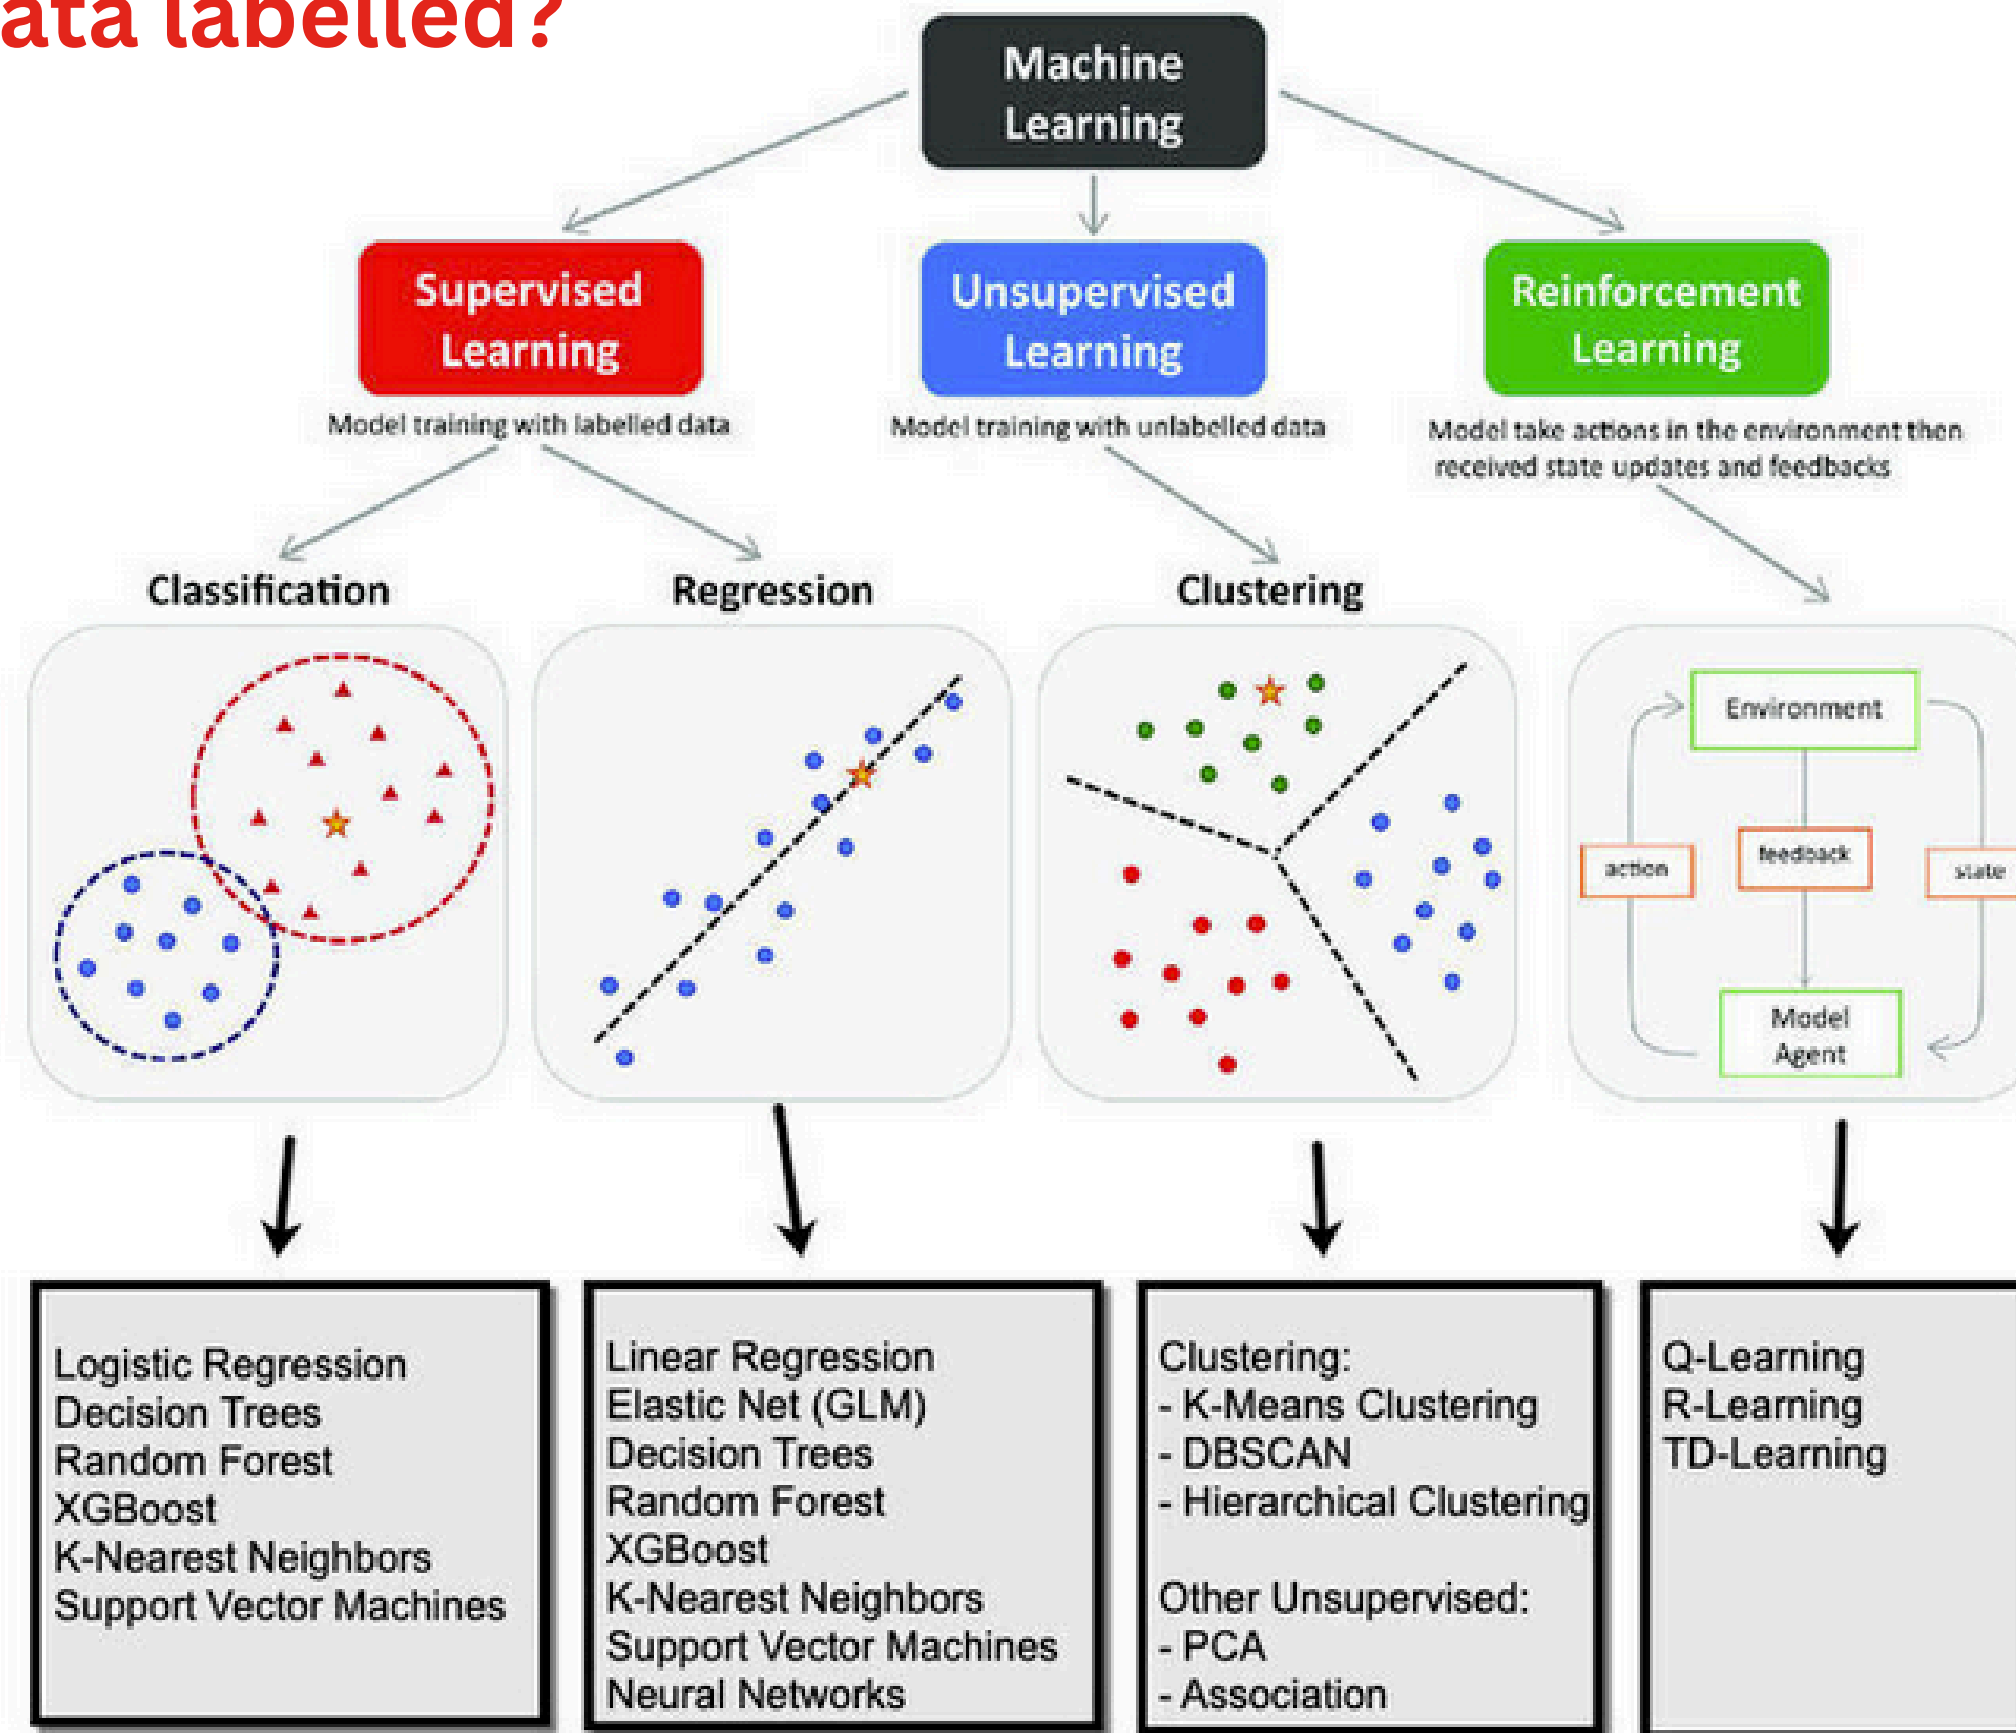 ata labelled?
Machine
Learning
Supervised
Learning
Unsupervised
Learning
Reinforcement
Learning
Model training with labelled data
Model training with unlabelled data
Model take actions in the environment then
received state updates and feedbacks
Classification
Regression
Clustering
Environment
action
feedback
state
Model
Agent
Logistic Regression
Decision Trees
Random Forest
XGBoost
K-Nearest Neighbors
Support Vector Machines
Linear Regression
Elastic Net (GLM)
Decision Trees
Random Forest
XGBoost
K-Nearest Neighbors
Support Vector Machines
Neural Networks
Clustering:
- K-Means Clustering
- DBSCAN
- Hierarchical Clustering
Other Unsupervised:
- PCA
- Association
Q-Learning
R-Learning
TD-Learning